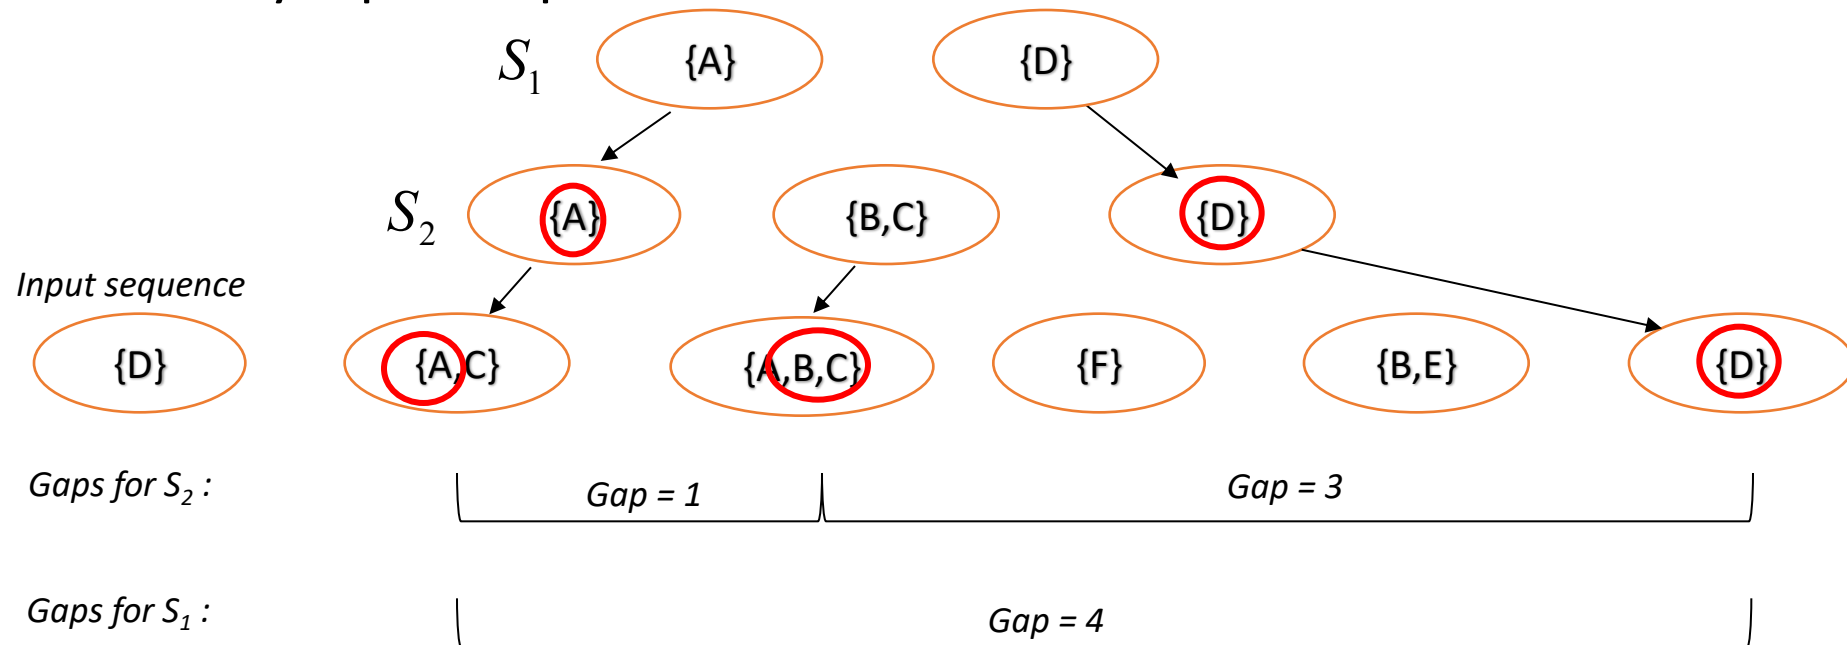 S₁ {A} {D}
S₂ {A} {B,C} {D}
Input sequence
{D} {A,C} {A,B,C} {F} {B,E} {D}
Gaps for S₂ : Gap = 1 Gap = 3
Gaps for S₁ : Gap = 4